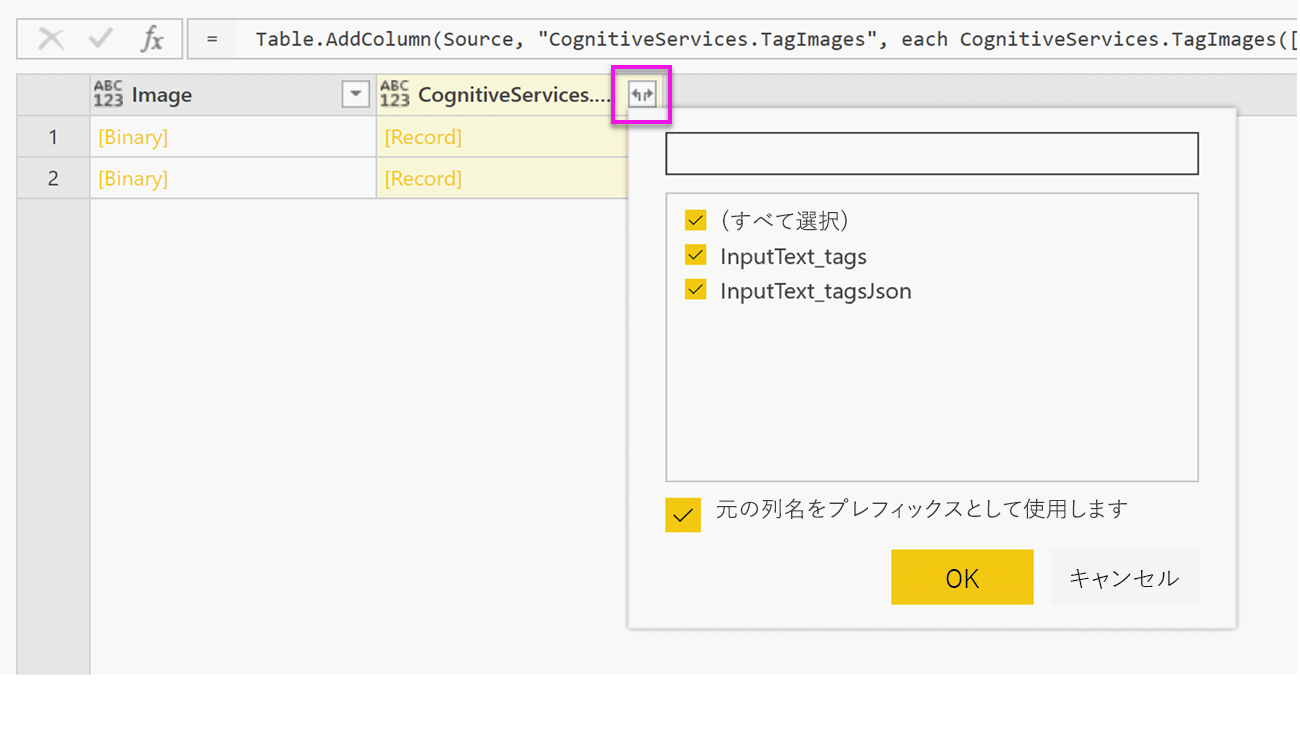 fx = Table.AddColumn(Source, "CognitiveServices.TagImages", each CognitiveServices.TagImages([
ABC 123 Image ABC 123 CognitiveServices....
1 [Binary] [Record]
2 [Binary] [Record]
(すべて選択)
InputText_tags
InputText_tagsJson
元の列名をプレフィックスとして使用します
OK キャンセル